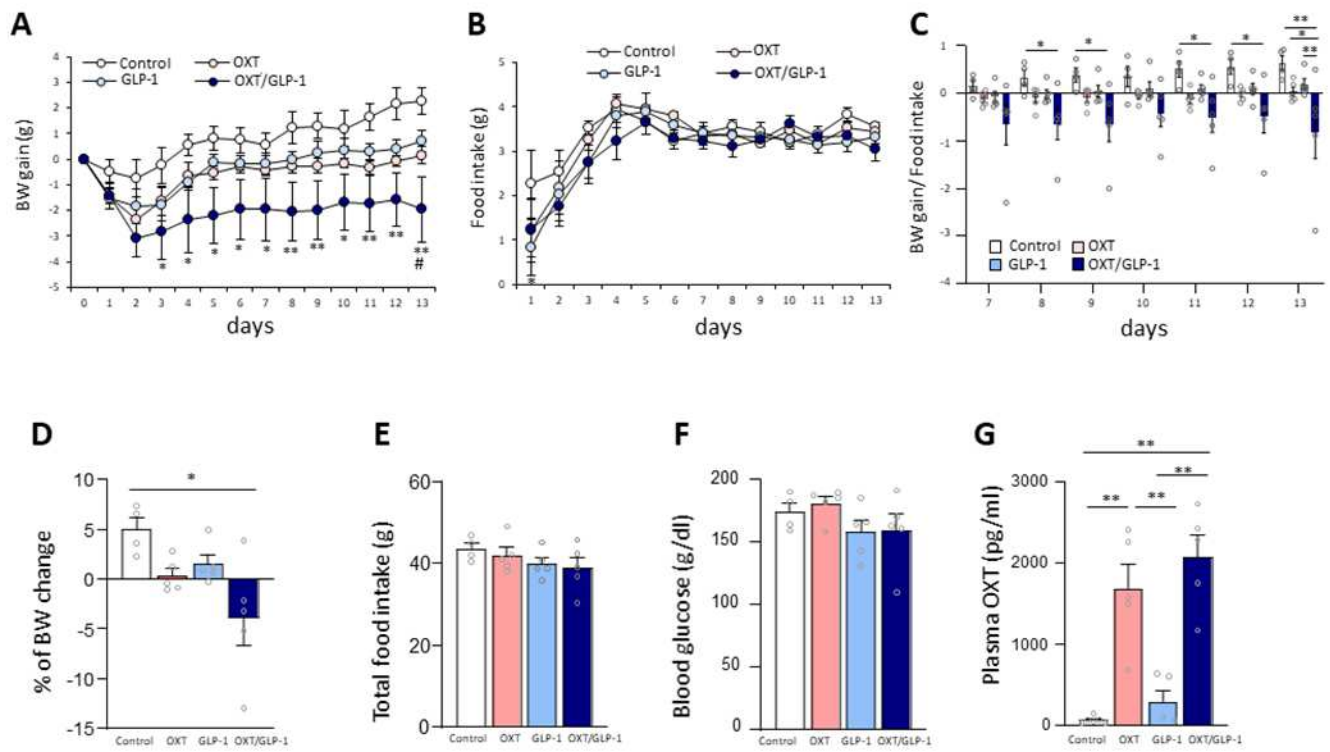 A
Control OXT
GLP-1 OXT/GLP-1
BW gain (g)
4
3
2
1
0
-1
-2
-3
-4
-5
* * * * * ** ** * ** ** **
#
0 1 2 3 4 5 6 7 8 9 10 11 12 13
days
B
Control OXT
GLP-1 OXT/GLP-1
Food intake (g)
5
4
3
2
1
0
*
1 2 3 4 5 6 7 8 9 10 11 12 13
days
C
BW gain/ Food intake
1
0
-1
-2
-3
-4
* * * * ** * **
Control OXT
GLP-1 OXT/GLP-1
7 8 9 10 11 12 13
days
D
% of BW change
10
5
0
-5
-10
-15
*
Control OXT GLP-1 OXT/GLP-1
E
Total food intake (g)
60
40
20
0
Control OXT GLP-1 OXT/GLP-1
F
Blood glucose (g/dl)
200
150
100
50
0
Control OXT GLP-1 OXT/GLP-1
G
Plasma OXT (pg/ml)
3000
2000
1000
0
**
**
** **
Control OXT GLP-1 OXT/GLP-1